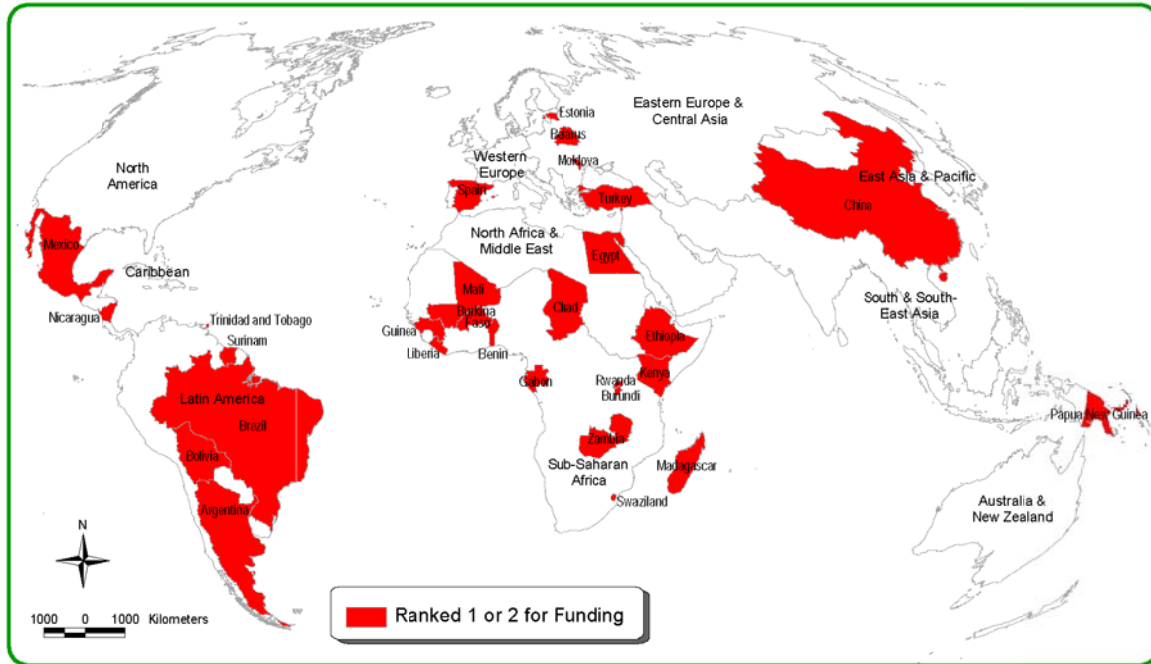 Estonia
Eastern Europe &
Central Asia
Belarus
North
America
Western
Europe
Moldova
Spain
Turkey
East Asia & Pacific
China
North Africa &
Middle East
Mexico
Egypt
Caribbean
Mali
Chad
South & South-
East Asia
Nicaragua
Trinidad and Tobago
Burkina
Faso
Guinea
Surinam
Ethiopia
Liberia
Benin
Gabon
Kenya
Rwanda
Burundi
Latin America
Brazil
Papua New Guinea
Zambia
Bolivia
Sub-Saharan
Africa
Madagascar
Swaziland
Argentina
Australia &
New Zealand
N
1000 0 1000 Kilometers
Ranked 1 or 2 for Funding